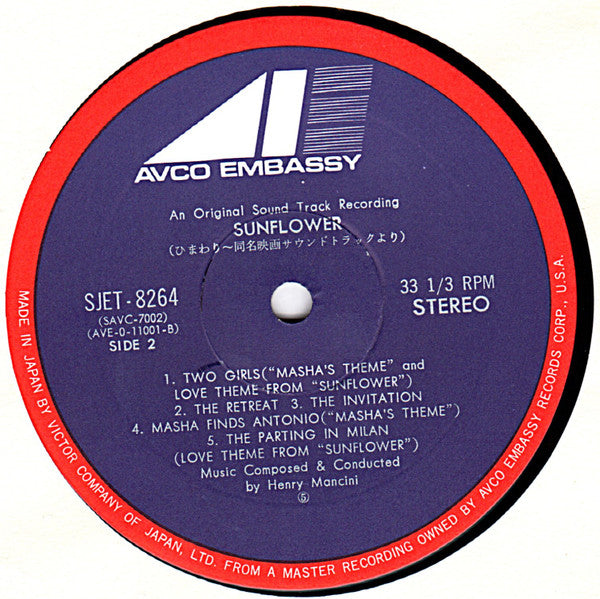 AVCO EMBASSY
An Original Sound Track Recording
SUNFLOWER
(ひまわり〜同名映画サウンドトラックより)
SJET-8264
(SAVC-7002)
(AVE-O-11001-B)
SIDE 2
33 1/3 RPM
STEREO
1. TWO GIRLS("MASHA'S THEME" and
LOVE THEME FROM "SUNFLOWER")
2. THE RETREAT 3. THE INVITATION
4. MASHA FINDS ANTONIO("MASHA'S THEME")
5. THE PARTING IN MILAN
(LOVE THEME FROM "SUNFLOWER")
Music Composed & Conducted
by Henry Mancini
⑤
MADE IN JAPAN BY VICTOR COMPANY OF JAPAN, LTD. FROM A MASTER RECORDING OWNED BY AVCO EMBASSY RECORDS CORP., U.S.A.